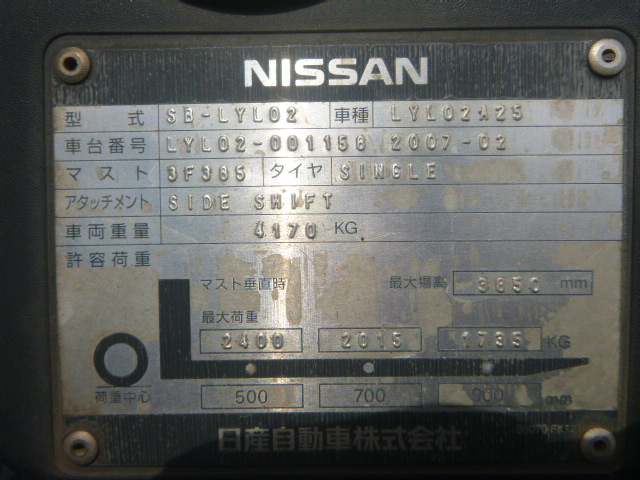 NISSAN
型式 SB-LYL02 車種 LYL02A25
車台番号 LYL02-001156 2007-02
マスト 3F385 タイヤ SINGLE
アタッチメント SIDE SHIFT
車両重量 4170 KG
許容荷重
マスト垂直時 最大揚高 3850 mm
最大荷重
2400 2015 1735 KG
荷重中心 500 700 900 mm
日産自動車株式会社